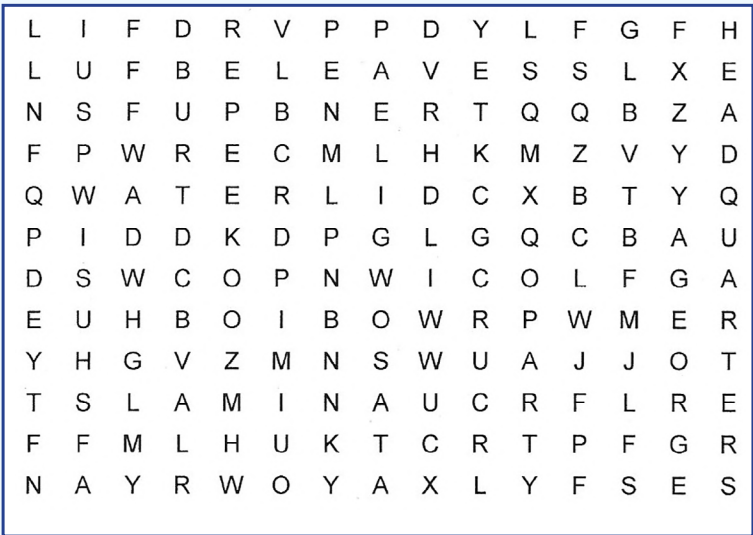 L I F D R V P P D Y L F G F H
L U F B E L E A V E S S L X E
N S F U P B N E R T Q Q B Z A
F P W R E C M L H K M Z V Y D
Q W A T E R L I D C X B T Y Q
P I D D K D P G L G Q C B A U
D S W C O P N W I C O L F G A
E U H B O I B O W R P W M E R
Y H G V Z M N S W U A J J O T
T S L A M I N A U C R F L R E
F F M L H U K T C R T P F G R
N A Y R W O Y A X L Y F S E S